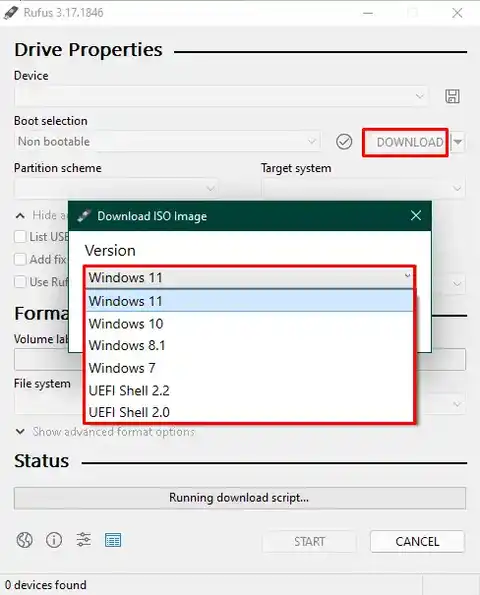 Rufus 3.17.1846
Drive Properties
Device
Boot selection
Non bootable
DOWNLOAD
Partition scheme
Target system
Hide a
Download ISO Image
List USB
Version
Add fix
Windows 11
Use Ruf
Windows 11
Windows 10
Forma
Windows 8.1
Volume lab
Windows 7
File system
UEFI Shell 2.2
UEFI Shell 2.0
Show advanced format options
Status
Running download script...
START
CANCEL
0 devices found